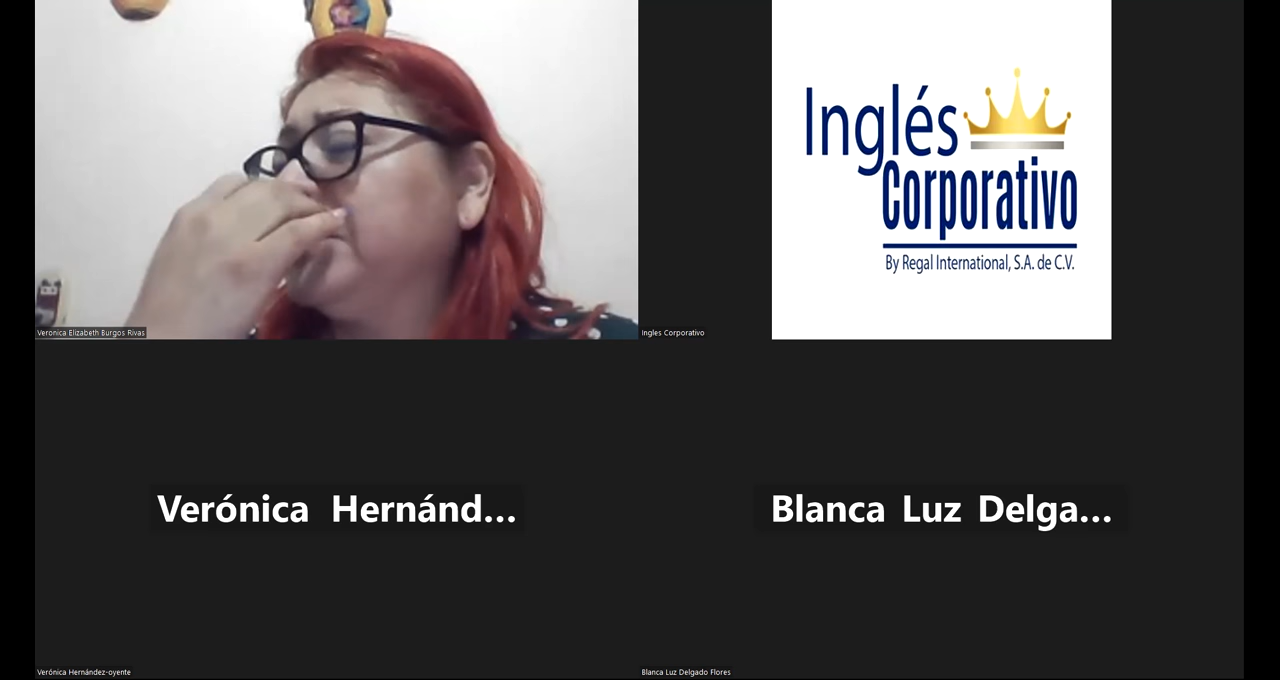 Inglés
Corporativo
By Regal International, S.A. de C.V.
Veronica Elizabeth Burgos Rivas
Ingles Corporativo
Verónica Hernánd...
Blanca Luz Delga...
Verónica Hernández-oyente
Blanca Luz Delgado Flores